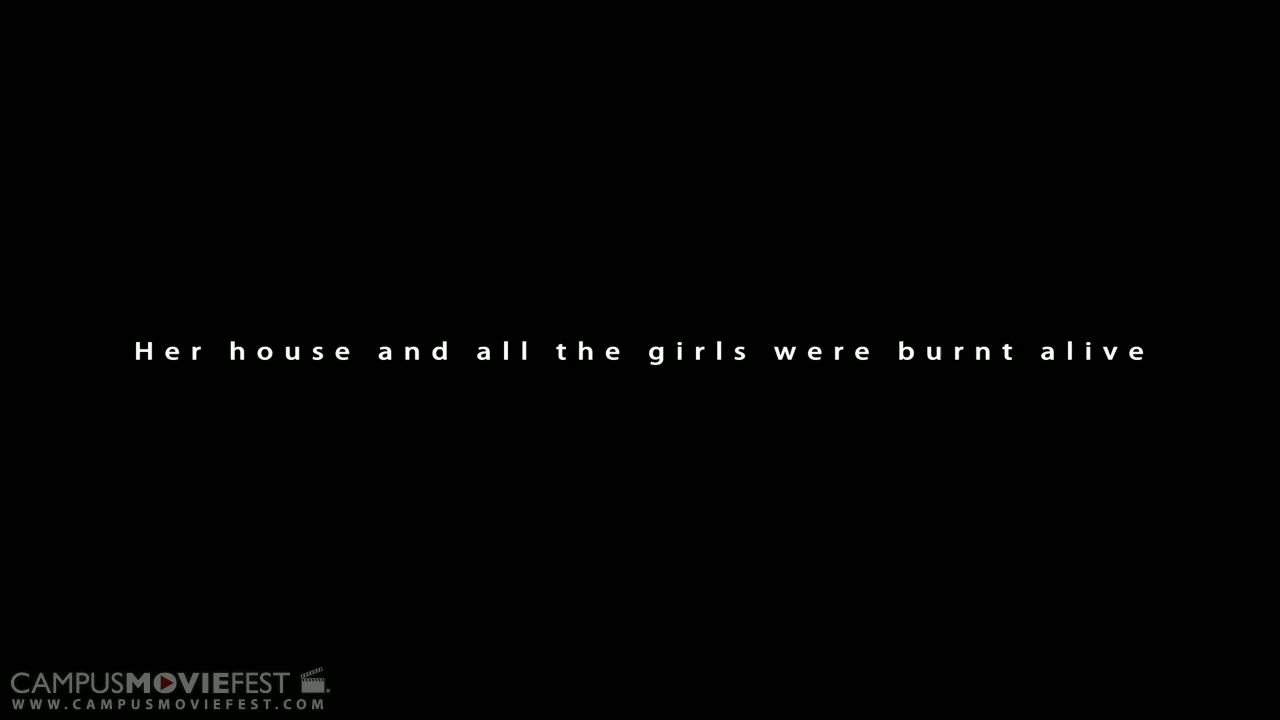 Her house and all the girls were burnt alive
CAMPUSMOVIEFEST
WWW.CAMPUSMOVIEFEST.COM